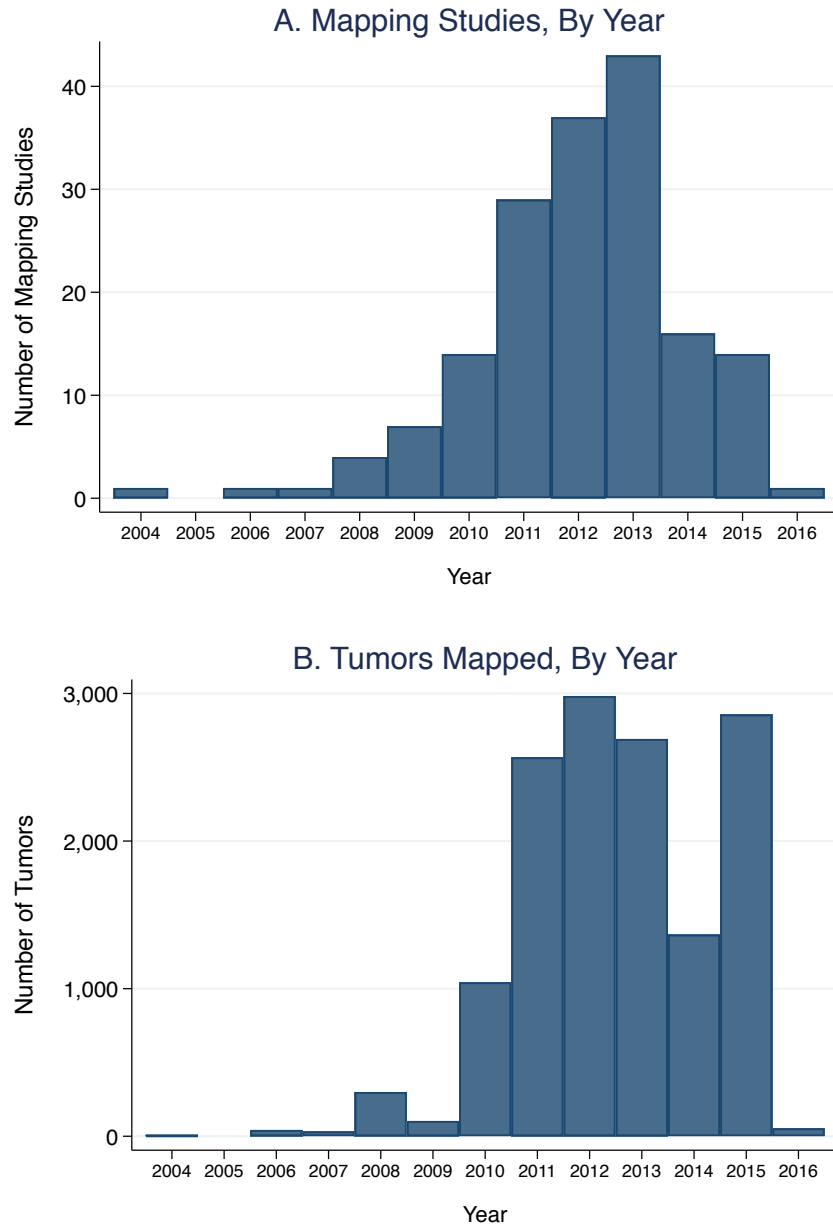 A. Mapping Studies, By Year
Number of Mapping Studies
40
30
20
10
0
2004 2005 2006 2007 2008 2009 2010 2011 2012 2013 2014 2015 2016
Year
B. Tumors Mapped, By Year
Number of Tumors
3,000
2,000
1,000
0
2004 2005 2006 2007 2008 2009 2010 2011 2012 2013 2014 2015 2016
Year